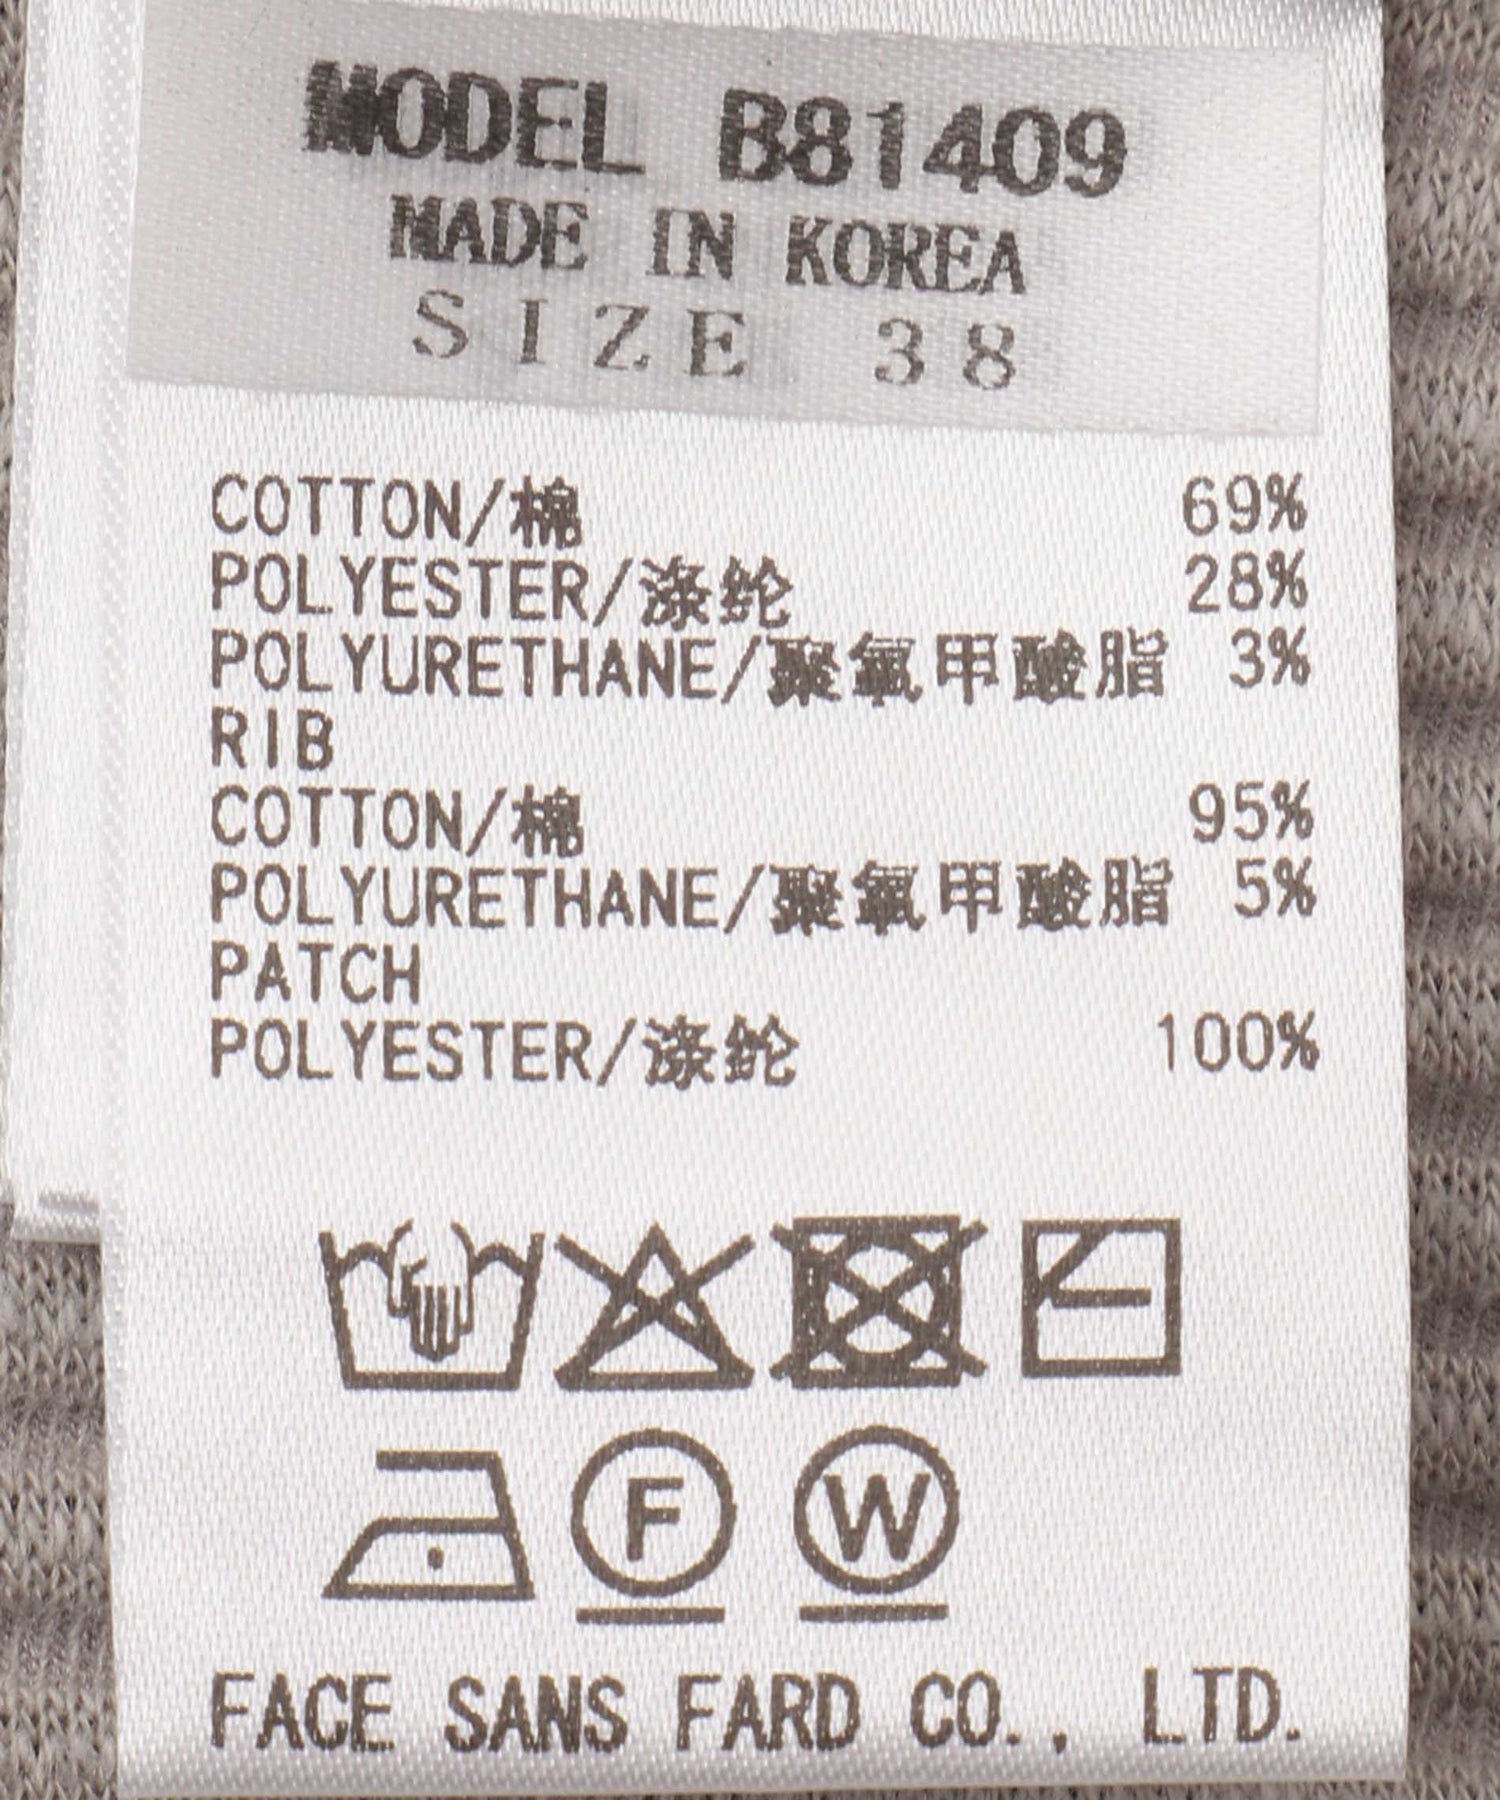 MODEL B81409
MADE IN KOREA
SIZE 38
COTTON/棉 69%
POLYESTER/涤纶 28%
POLYURETHANE/聚氨甲酸脂 3%
RIB
COTTON/棉 95%
POLYURETHANE/聚氨甲酸脂 5%
PATCH
POLYESTER/涤纶 100%
F W
FACE SANS FARD CO., LTD.